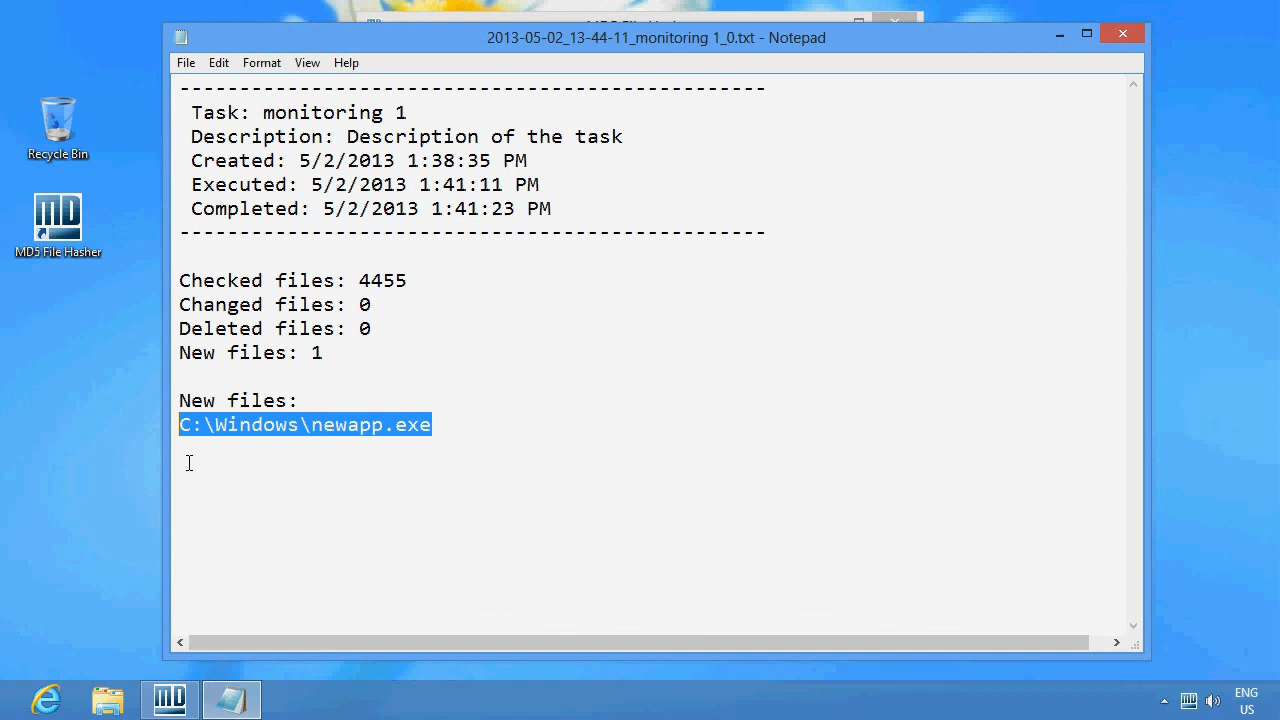 2013-05-02_13-44-11_monitoring 1_0.txt - Notepad
File Edit Format View Help
-------------------------------------------------
Task: monitoring 1
Description: Description of the task
Created: 5/2/2013 1:38:35 PM
Executed: 5/2/2013 1:41:11 PM
Completed: 5/2/2013 1:41:23 PM
-------------------------------------------------
Checked files: 4455
Changed files: 0
Deleted files: 0
New files: 1
New files:
C:\Windows\newapp.exe
Recycle Bin
MD
MD5 File Hasher
MD
ENG
US